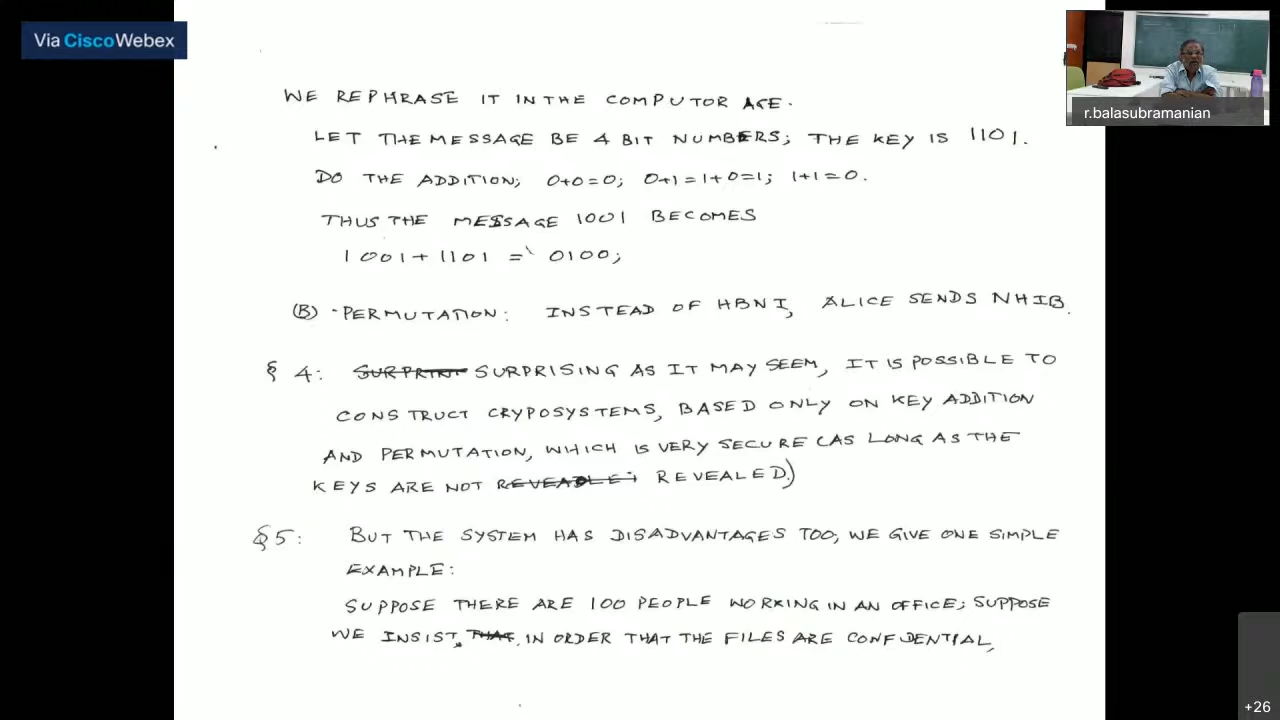 Via Cisco Webex
r.balasubramanian
WE REPHRASE IT IN THE COMPUTOR AGE.
LET THE MESSAGE BE 4 BIT NUMBERS; THE KEY IS 1101.
DO THE ADDITION; 0+0=0; 0+1=1+0=1; 1+1=0.
THUS THE MESSAGE 1001 BECOMES
1001+1101 = 0100;
(B) PERMUTATION: INSTEAD OF HBNI, ALICE SENDS NHIB.
§ 4: SURPRISING AS IT MAY SEEM, IT IS POSSIBLE TO
CONSTRUCT CRYPOSYSTEMS, BASED ONLY ON KEY ADDITION
AND PERMUTATION, WHICH IS VERY SECURE (AS LONG AS THE
KEYS ARE NOT REVEALED.)
§5: BUT THE SYSTEM HAS DISADVANTAGES TOO; WE GIVE ONE SIMPLE
EXAMPLE:
SUPPOSE THERE ARE 100 PEOPLE WORKING IN AN OFFICE; SUPPOSE
WE INSIST, THAT, IN ORDER THAT THE FILES ARE CONFIDENTIAL,
+26